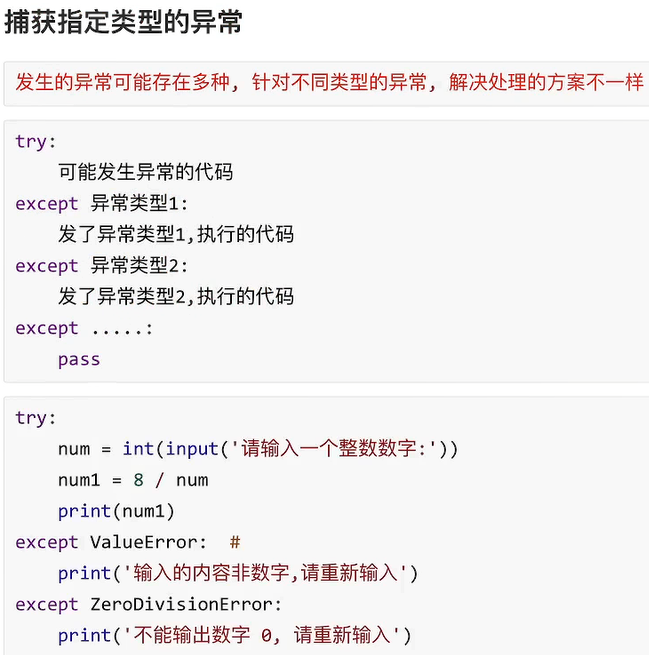 捕获指定类型的异常
发生的异常可能存在多种, 针对不同类型的异常, 解决处理的方案不一样
try:
    可能发生异常的代码
except 异常类型1:
    发了异常类型1,执行的代码
except 异常类型2:
    发了异常类型2,执行的代码
except .....:
    pass
try:
    num = int(input('请输入一个整数数字:'))
    num1 = 8 / num
    print(num1)
except ValueError:  #
    print('输入的内容非数字,请重新输入')
except ZeroDivisionError:
    print('不能输出数字 0, 请重新输入')